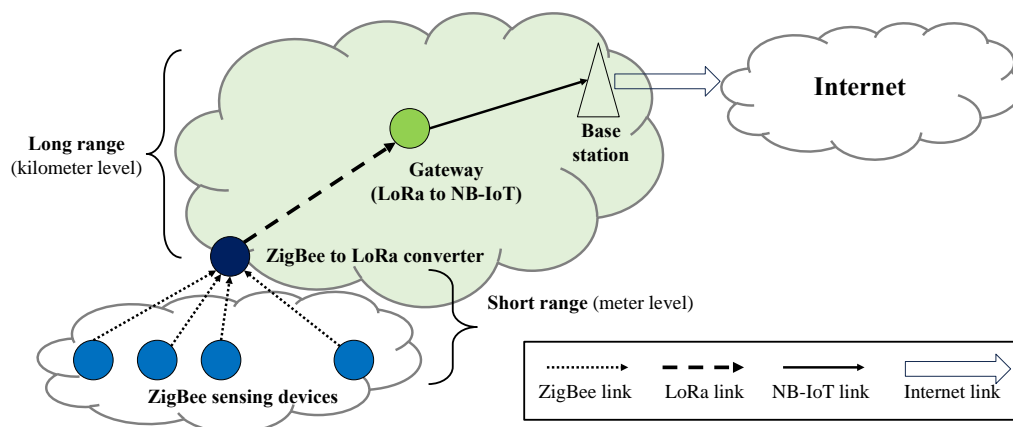 Internet
Base
station
Long range
(kilometer level)
Gateway
(LoRa to NB-IoT)
ZigBee to LoRa converter
Short range (meter level)
ZigBee sensing devices
ZigBee link
LoRa link
NB-IoT link
Internet link